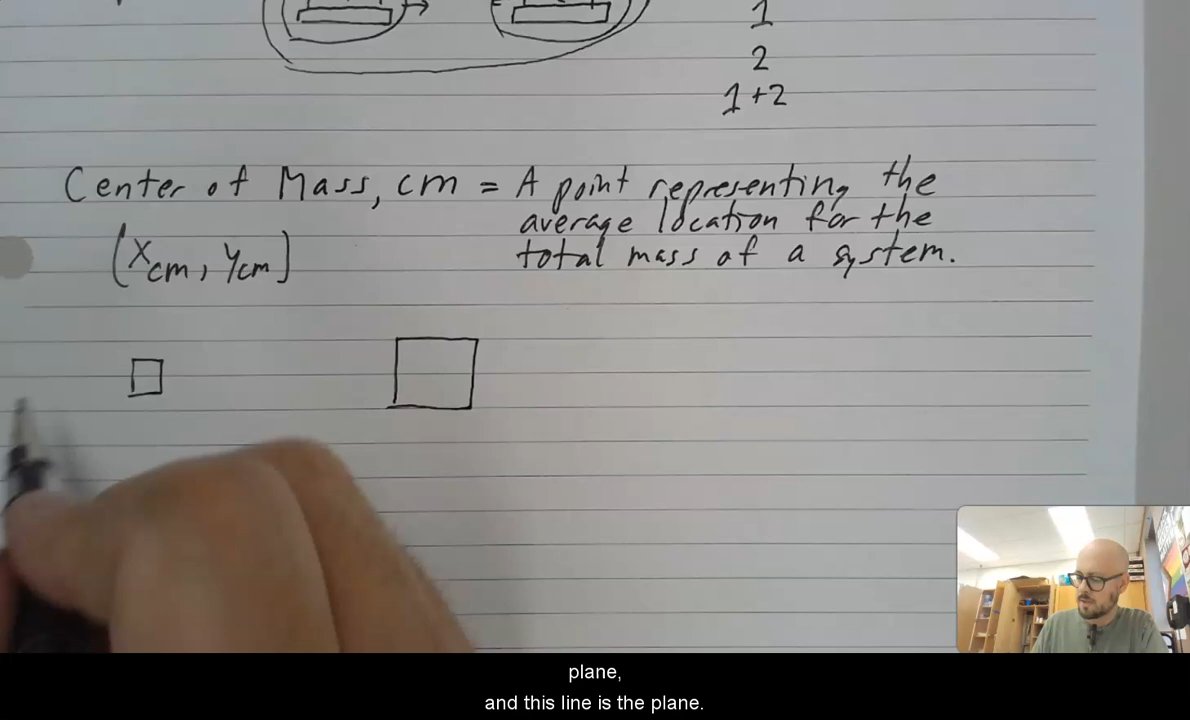 1
2
1+2
Center of Mass, cm = A point representing the
average location for the
total mass of a system.
(Xcm, Ycm)
plane,
and this line is the plane.